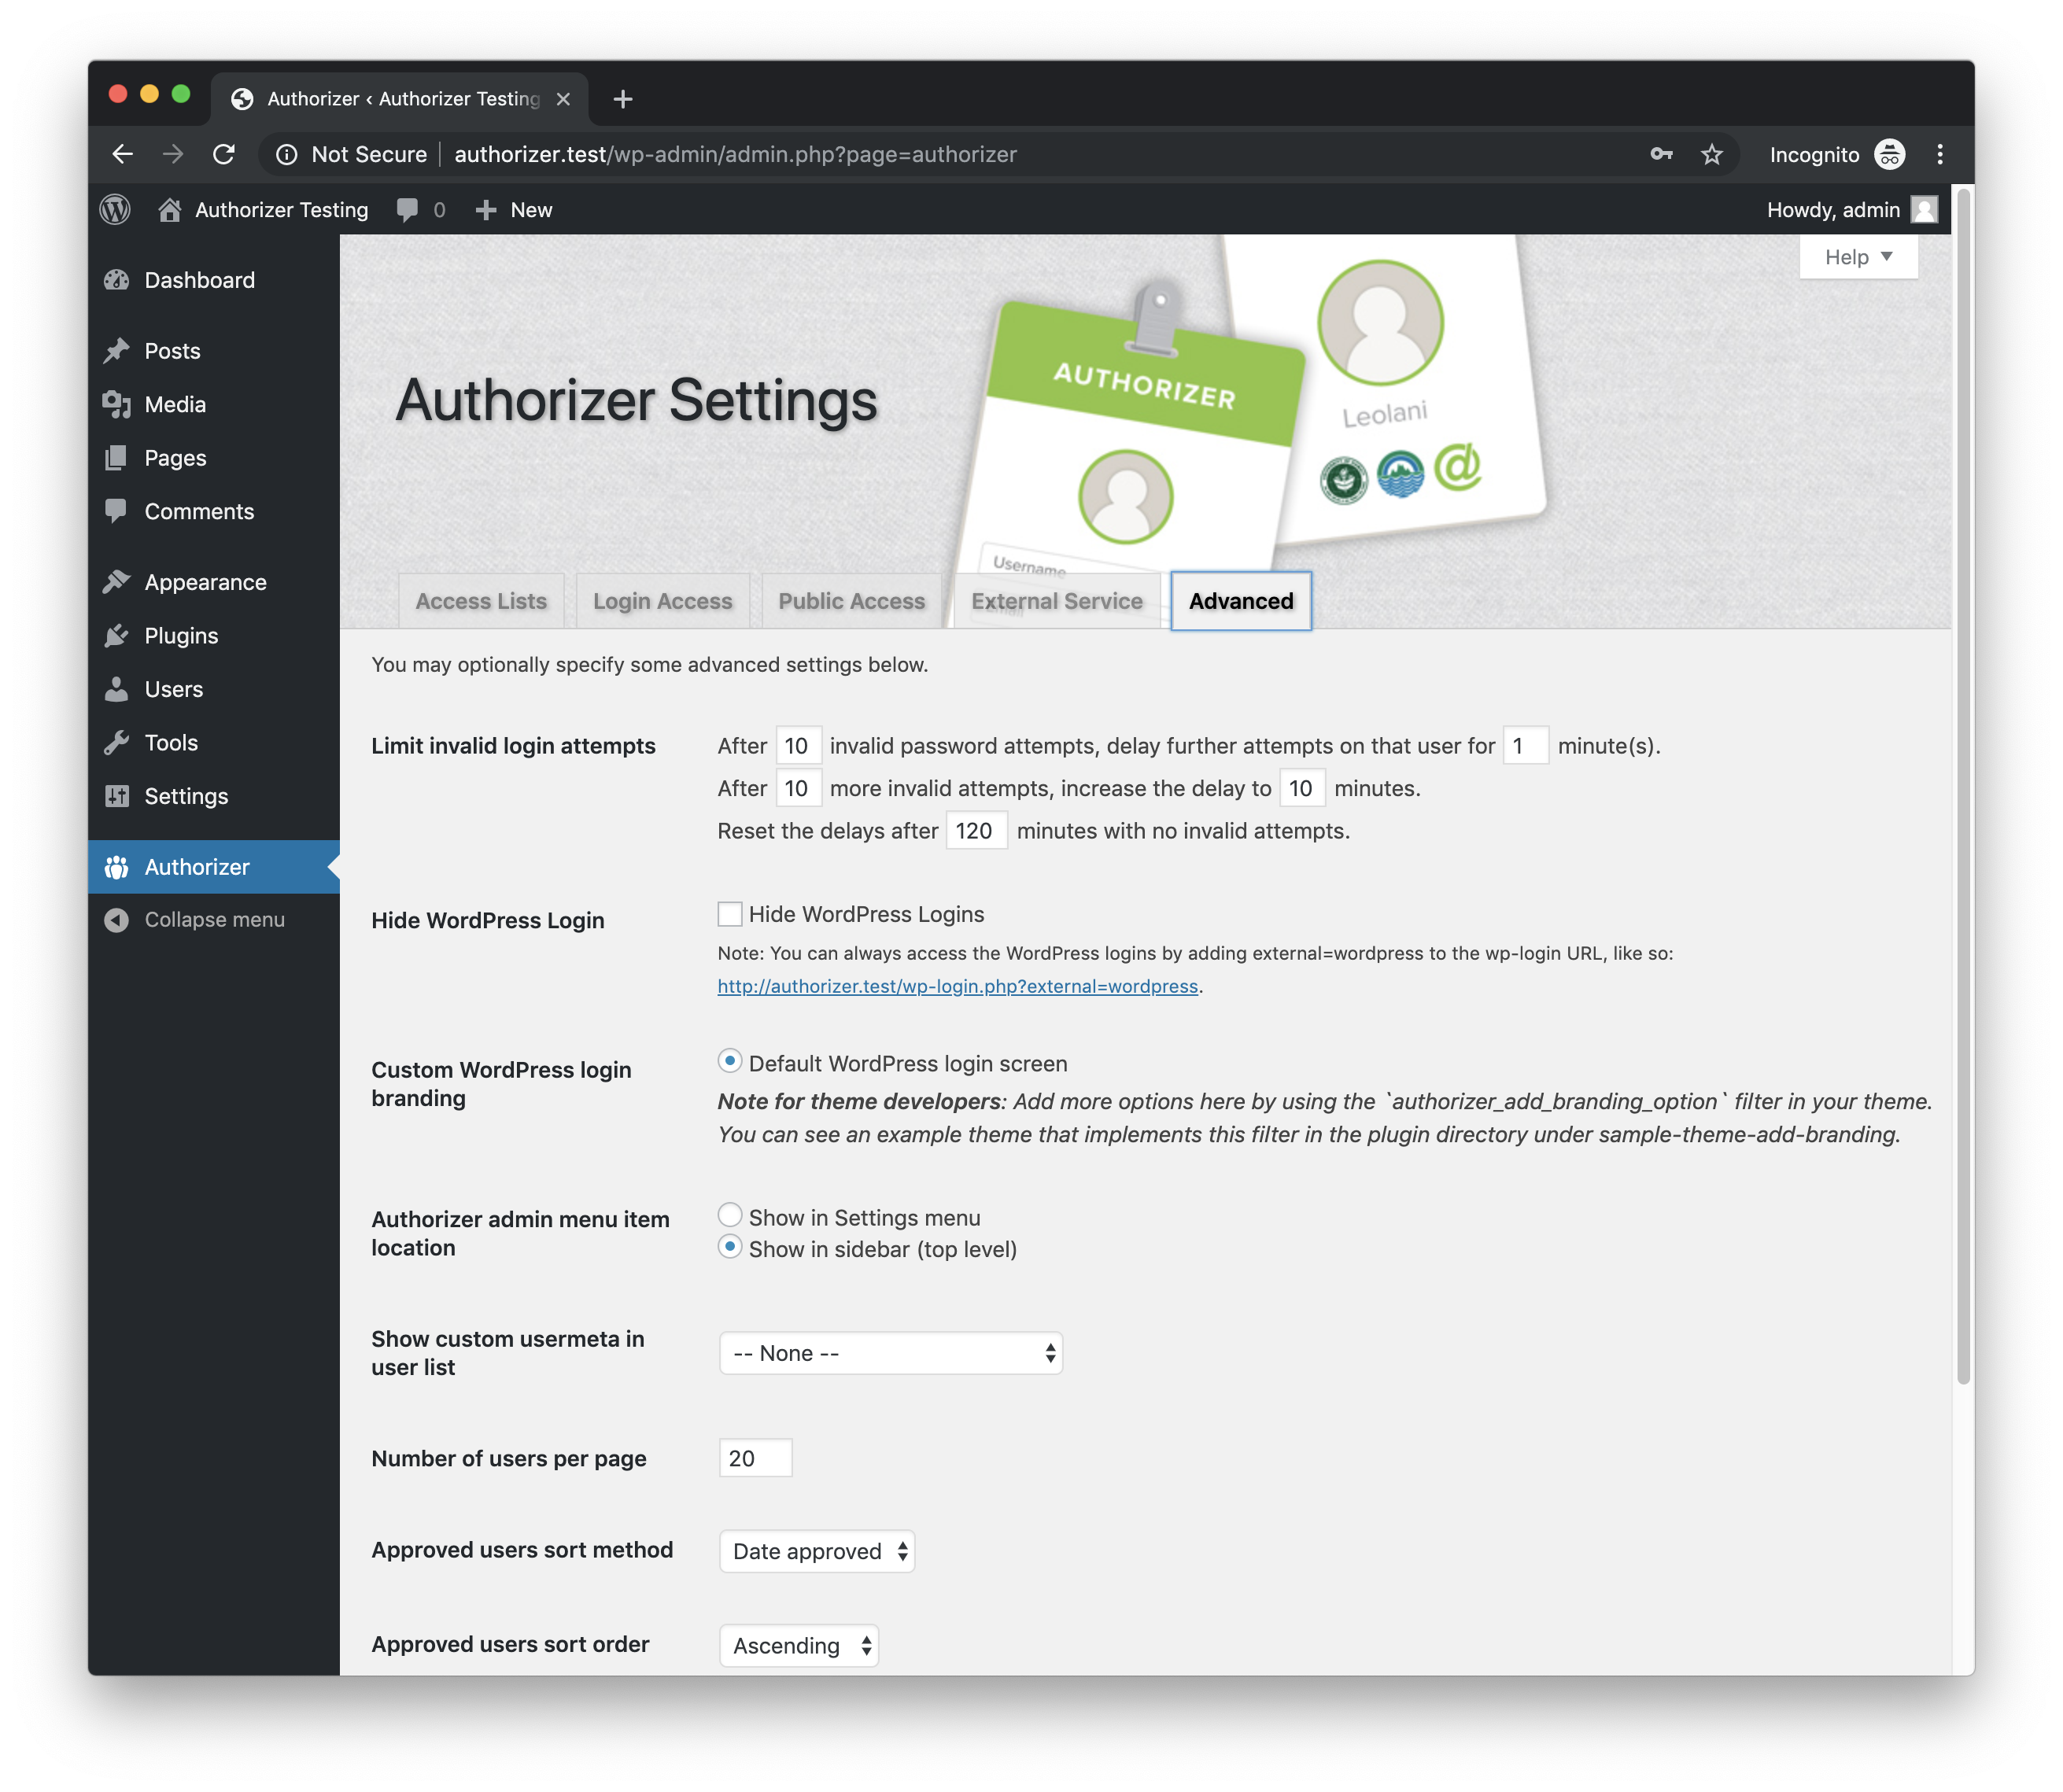 Authorizer ‹ Authorizer Testing
Not Secure authorizer.test/wp-admin/admin.php?page=authorizer Incognito
Authorizer Testing 0 New Howdy, admin
Help
Dashboard
Posts
Media
Pages
Comments
Appearance
Plugins
Users
Tools
Settings
Authorizer
Collapse menu
Authorizer Settings
AUTHORIZER
Username
Leolani
Access Lists Login Access Public Access External Service Advanced
You may optionally specify some advanced settings below.
Limit invalid login attempts
After 10 invalid password attempts, delay further attempts on that user for 1 minute(s).
After 10 more invalid attempts, increase the delay to 10 minutes.
Reset the delays after 120 minutes with no invalid attempts.
Hide WordPress Login
Hide WordPress Logins
Note: You can always access the WordPress logins by adding external=wordpress to the wp-login URL, like so:
http://authorizer.test/wp-login.php?external=wordpress.
Custom WordPress login
branding
Default WordPress login screen
Note for theme developers: Add more options here by using the `authorizer_add_branding_option` filter in your theme.
You can see an example theme that implements this filter in the plugin directory under sample-theme-add-branding.
Authorizer admin menu item
location
Show in Settings menu
Show in sidebar (top level)
Show custom usermeta in
user list
-- None --
Number of users per page
20
Approved users sort method
Date approved
Approved users sort order
Ascending